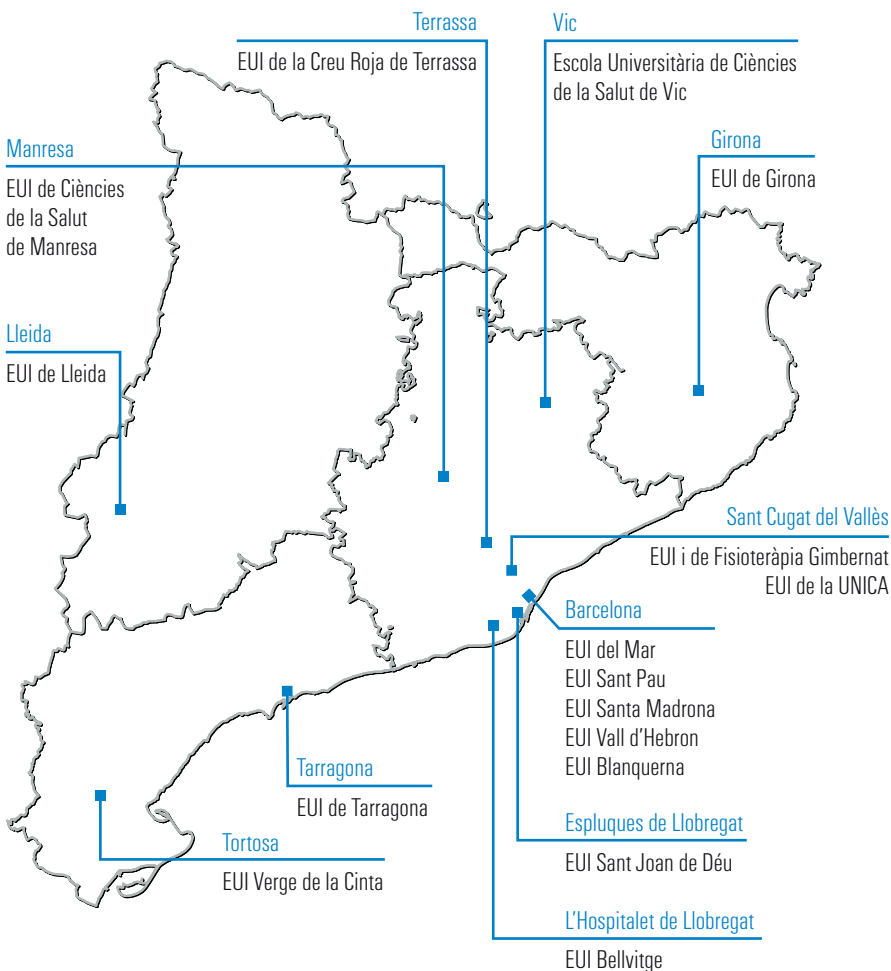 Terrassa
EUI de la Creu Roja de Terrassa
Vic
Escola Universitària de Ciències
de la Salut de Vic
Manresa
EUI de Ciències
de la Salut
de Manresa
Girona
EUI de Girona
Lleida
EUI de Lleida
Sant Cugat del Vallès
EUI i de Fisioteràpia Gimbernat
EUI de la UNICA
Barcelona
EUI del Mar
EUI Sant Pau
EUI Santa Madrona
EUI Vall d'Hebron
EUI Blanquerna
Tarragona
EUI de Tarragona
Espluques de Llobregat
EUI Sant Joan de Déu
Tortosa
EUI Verge de la Cinta
L'Hospitalet de Llobregat
EUI Bellvitge